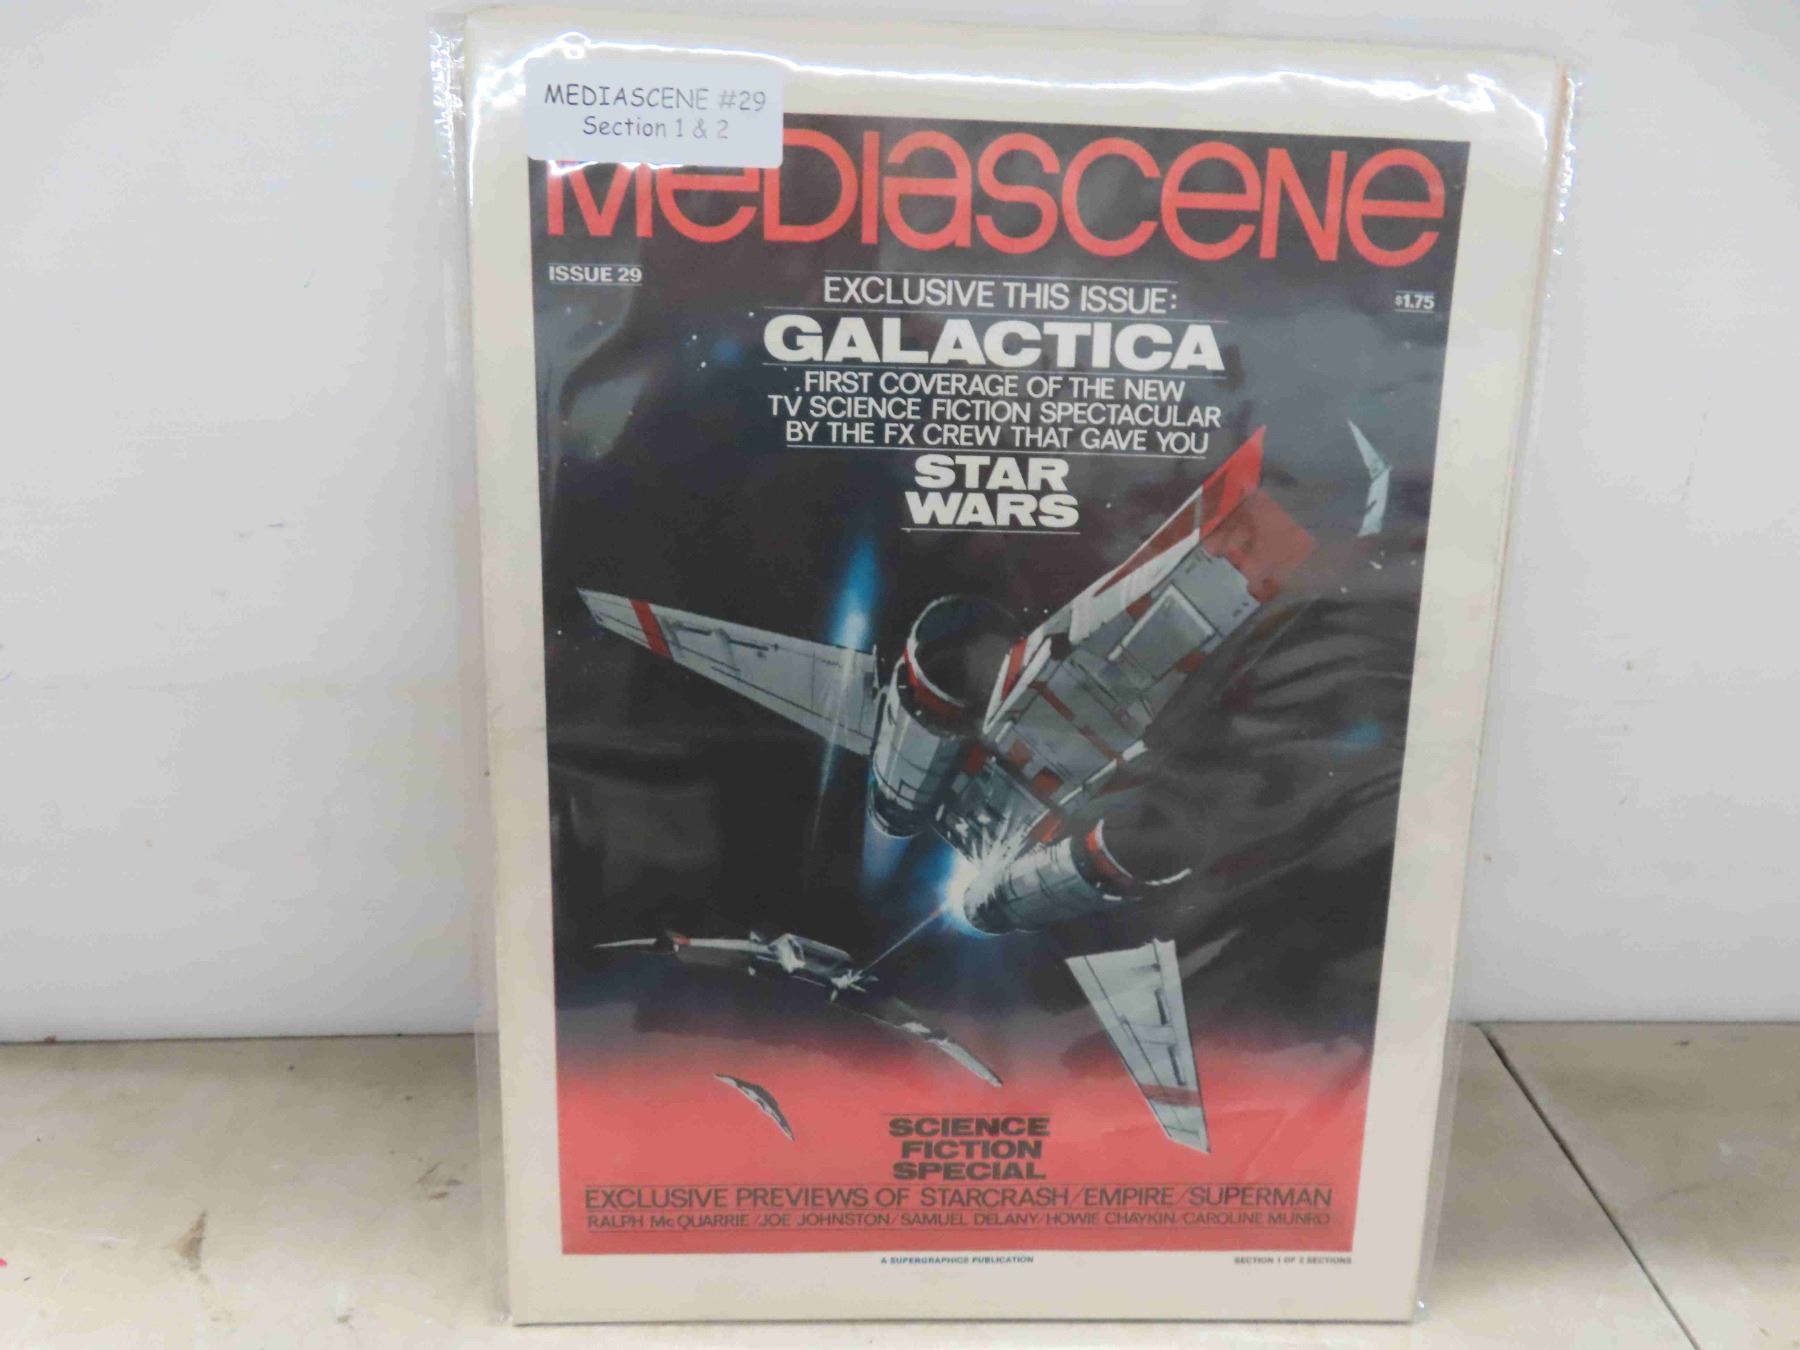 MEDIASCENE #29
Section 1 & 2
MeDiaSCeNe
ISSUE 29
$1.75
EXCLUSIVE THIS ISSUE:
GALACTICA
FIRST COVERAGE OF THE NEW
TV SCIENCE FICTION SPECTACULAR
BY THE FX CREW THAT GAVE YOU
STAR
WARS
SCIENCE
FICTION
SPECIAL
EXCLUSIVE PREVIEWS OF STARCRASH/EMPIRE/SUPERMAN
RALPH McQUARRIE/JOE JOHNSTON/SAMUEL DELANY/HOWIE CHAYKIN/CAROLINE MUNRO
A SUPERGRAPHICS PUBLICATION
SECTION 1 OF 2 SECTIONS